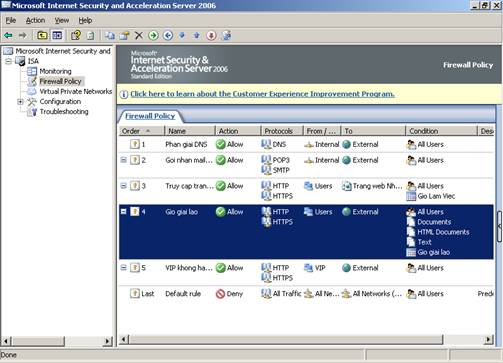 Microsoft Internet Security and Acceleration Server 2006
File Action View Help
Microsoft Internet Security and
ISA
Monitoring
Firewall Policy
Virtual Private Networks
Configuration
Troubleshooting
Microsoft
Internet Security &
Acceleration Server 2006
Standard Edition
Firewall Policy
Click here to learn about the Customer Experience Improvement Program.
Firewall Policy
Order Name Action Protocols From / ... To Condition Des
1 Phan giai DNS Allow DNS Internal External All Users
2 Goi nhan mail... Allow POP3 Internal External All Users
SMTP
3 Truy cap tran... Allow HTTP Users Trang web Nh... All Users
HTTPS Gio Lam Viec
4 Gio giai lao Allow HTTP Users External All Users
HTTPS Documents
HTML Documents
Text
Gio giai lao
5 VIP khong ha... Allow HTTP VIP External All Users
HTTPS
Last Default rule Deny All Traffic All Ne... All Networks (... All Users Prede
Done